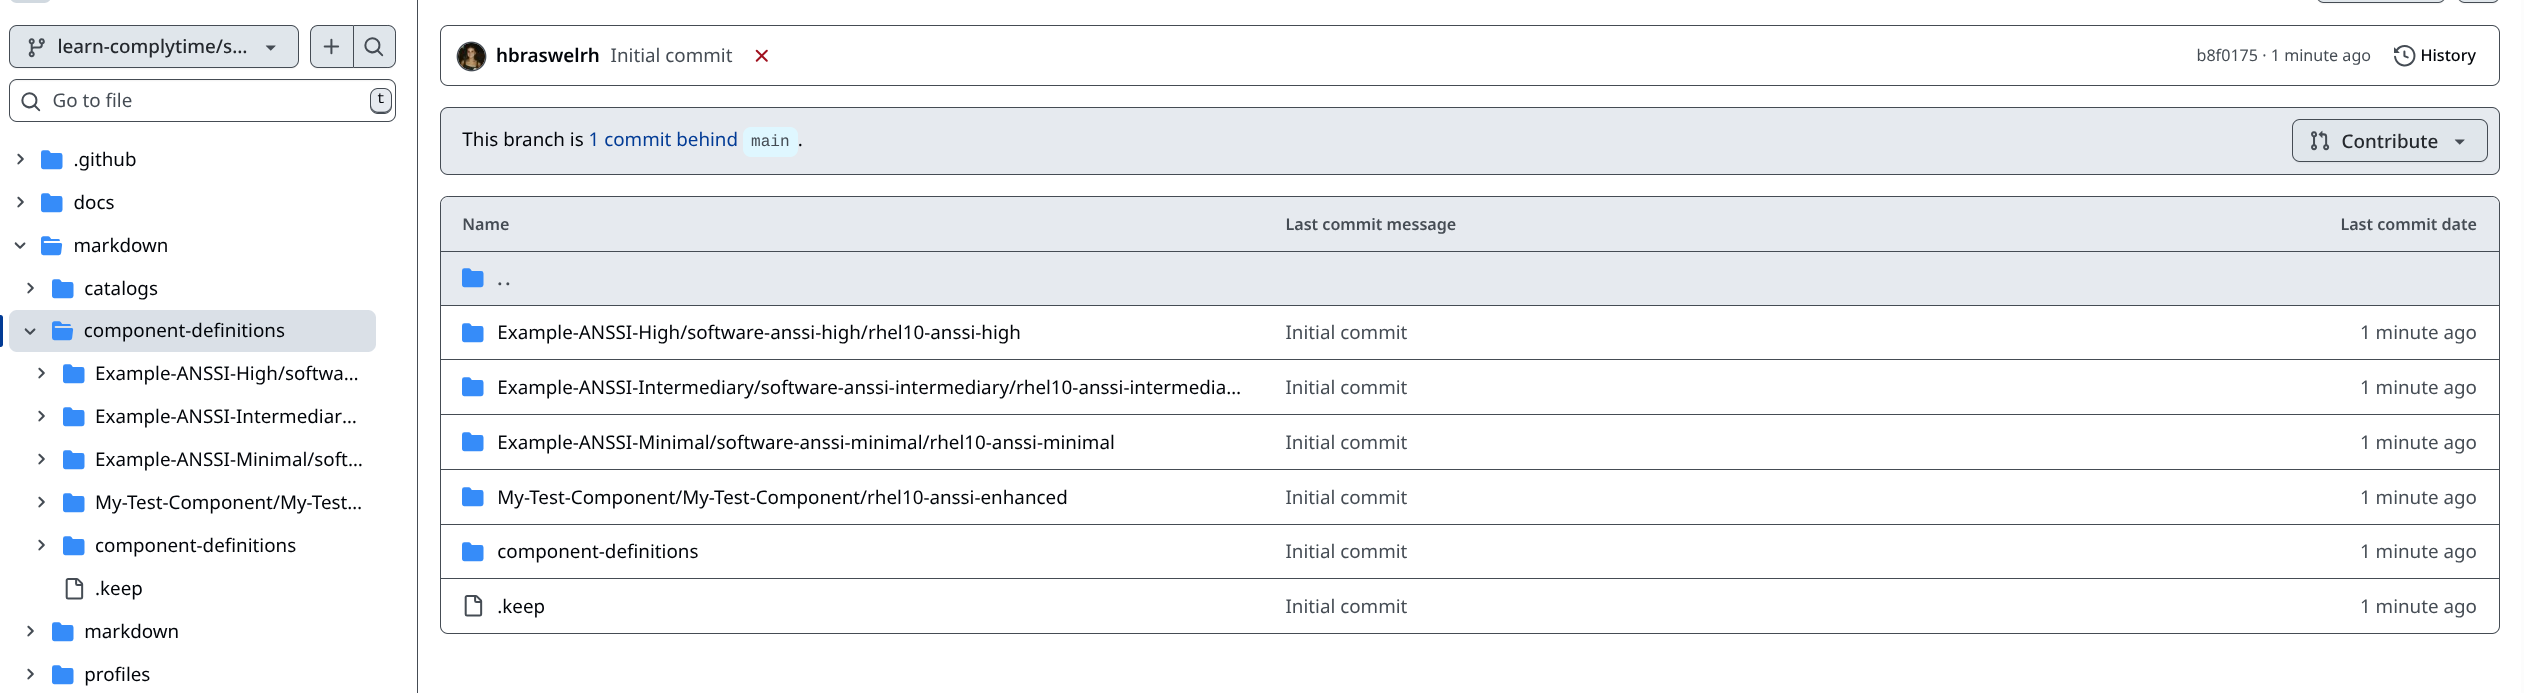 learn-complytime/s...
Go to file
t
.github
docs
markdown
catalogs
component-definitions
Example-ANSSI-High/softwa...
Example-ANSSI-Intermediar...
Example-ANSSI-Minimal/soft...
My-Test-Component/My-Test...
component-definitions
.keep
markdown
profiles
hbraswelrh Initial commit
b8f0175 · 1 minute ago History
This branch is 1 commit behind main .
Contribute
Name Last commit message Last commit date
..
Example-ANSSI-High/software-anssi-high/rhel10-anssi-high Initial commit 1 minute ago
Example-ANSSI-Intermediary/software-anssi-intermediary/rhel10-anssi-intermedia... Initial commit 1 minute ago
Example-ANSSI-Minimal/software-anssi-minimal/rhel10-anssi-minimal Initial commit 1 minute ago
My-Test-Component/My-Test-Component/rhel10-anssi-enhanced Initial commit 1 minute ago
component-definitions Initial commit 1 minute ago
.keep Initial commit 1 minute ago